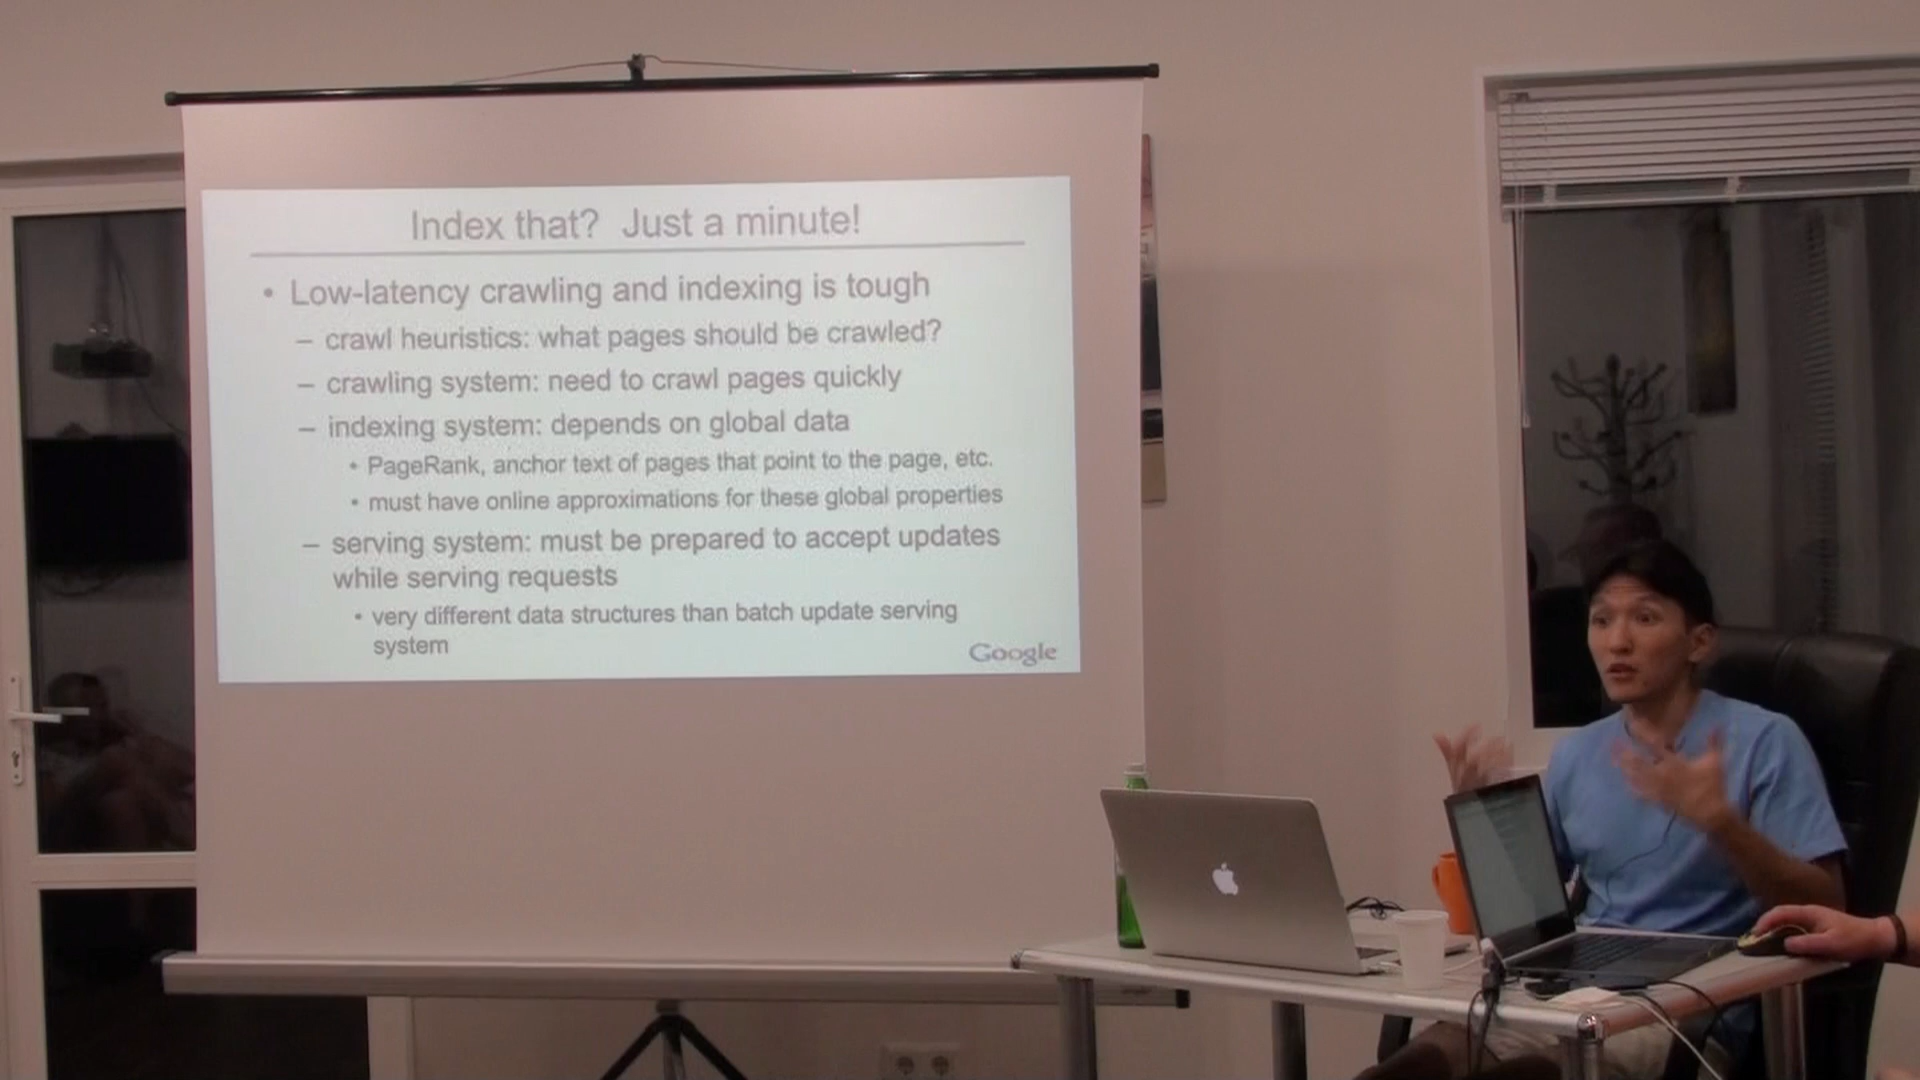 Index that? Just a minute!
• Low-latency crawling and indexing is tough
– crawl heuristics: what pages should be crawled?
– crawling system: need to crawl pages quickly
– indexing system: depends on global data
• PageRank, anchor text of pages that point to the page, etc.
• must have online approximations for these global properties
– serving system: must be prepared to accept updates
while serving requests
• very different data structures than batch update serving
system
Google